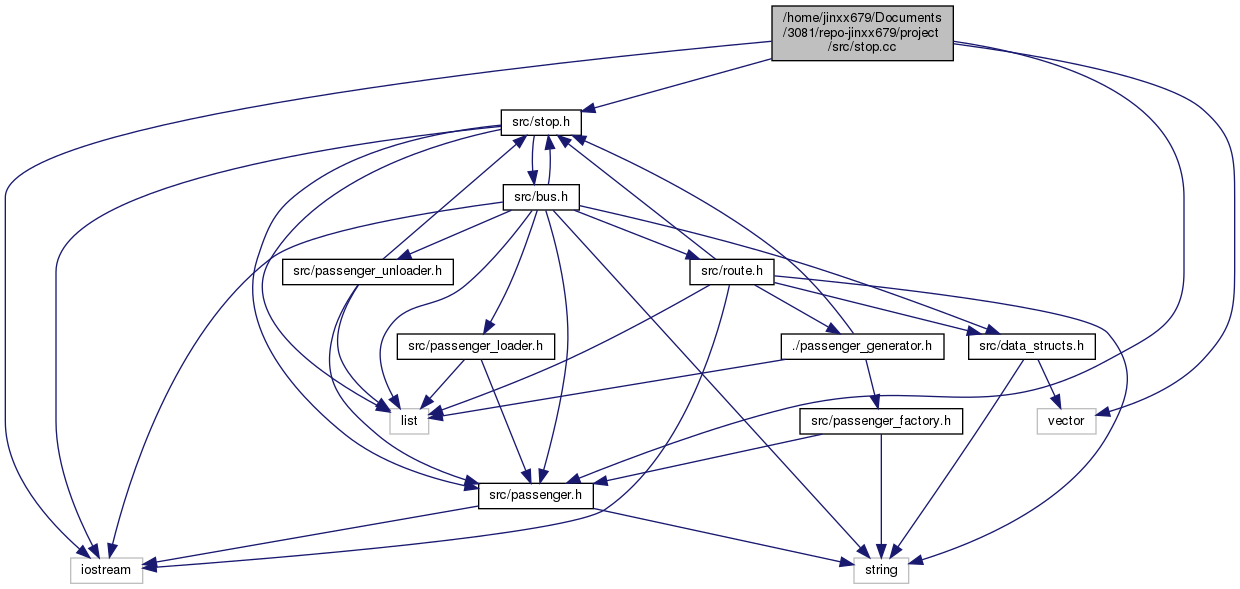 /home/jinxx679/Documents
/3081/repo-jinxx679/project
/src/stop.cc
src/stop.h
src/bus.h
src/passenger_unloader.h
src/route.h
src/passenger_loader.h
./passenger_generator.h
src/data_structs.h
list
src/passenger_factory.h
vector
src/passenger.h
iostream
string